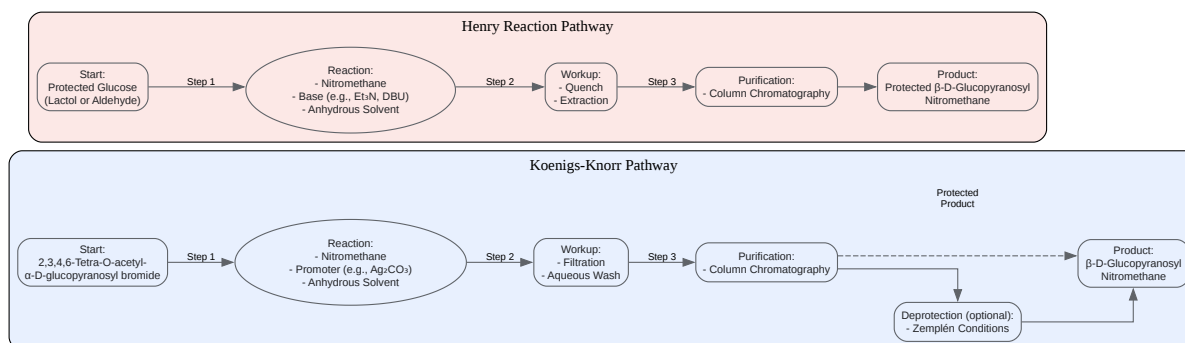 Henry Reaction Pathway
Start:
Protected Glucose
(Lactol or Aldehyde)
Step 1
Reaction:
- Nitromethane
- Base (e.g., Et₃N, DBU)
- Anhydrous Solvent
Step 2
Workup:
- Quench
- Extraction
Step 3
Purification:
- Column Chromatography
Product:
Protected β-D-Glucopyranosyl
Nitromethane
Koenigs-Knorr Pathway
Start:
2,3,4,6-Tetra-O-acetyl-
α-D-glucopyranosyl bromide
Step 1
Reaction:
- Nitromethane
- Promoter (e.g., Ag₂CO₃)
- Anhydrous Solvent
Step 2
Workup:
- Filtration
- Aqueous Wash
Step 3
Purification:
- Column Chromatography
Protected
Product
Deprotection (optional):
- Zemplén Conditions
Product:
β-D-Glucopyranosyl
Nitromethane